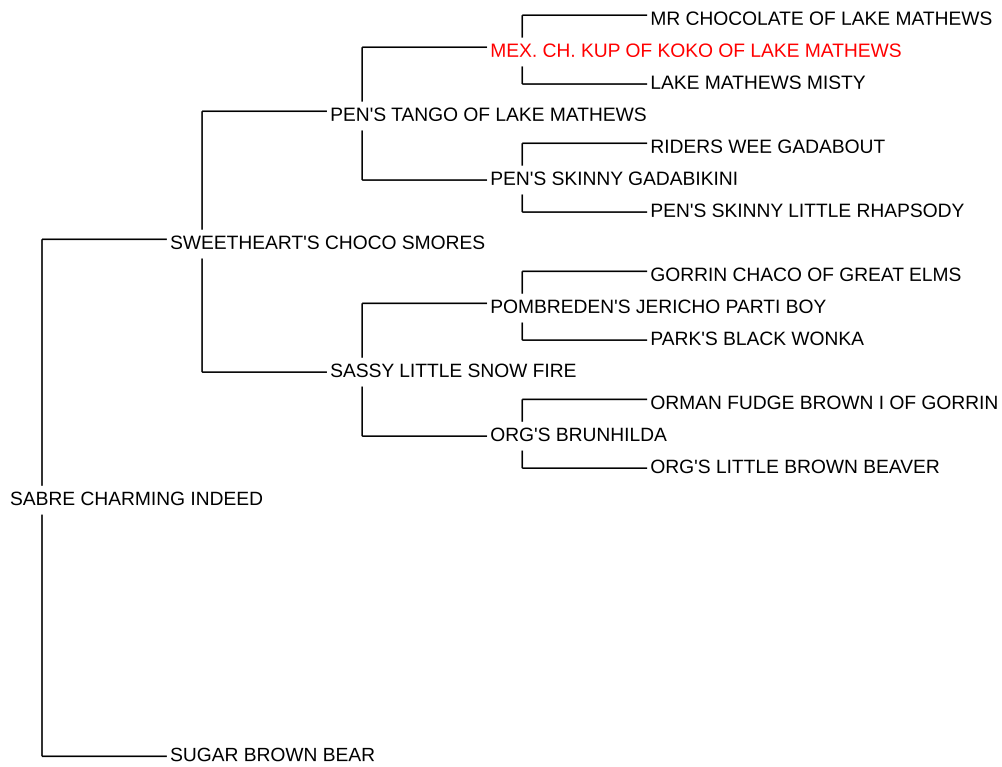 MR CHOCOLATE OF LAKE MATHEWS
MEX. CH. KUP OF KOKO OF LAKE MATHEWS
LAKE MATHEWS MISTY
PEN'S TANGO OF LAKE MATHEWS
RIDERS WEE GADABOUT
PEN'S SKINNY GADABIKINI
PEN'S SKINNY LITTLE RHAPSODY
SWEETHEART'S CHOCO SMORES
GORRIN CHACO OF GREAT ELMS
POMBREDEN'S JERICHO PARTI BOY
PARK'S BLACK WONKA
SASSY LITTLE SNOW FIRE
ORMAN FUDGE BROWN I OF GORRIN
ORG'S BRUNHILDA
ORG'S LITTLE BROWN BEAVER
SABRE CHARMING INDEED
SUGAR BROWN BEAR